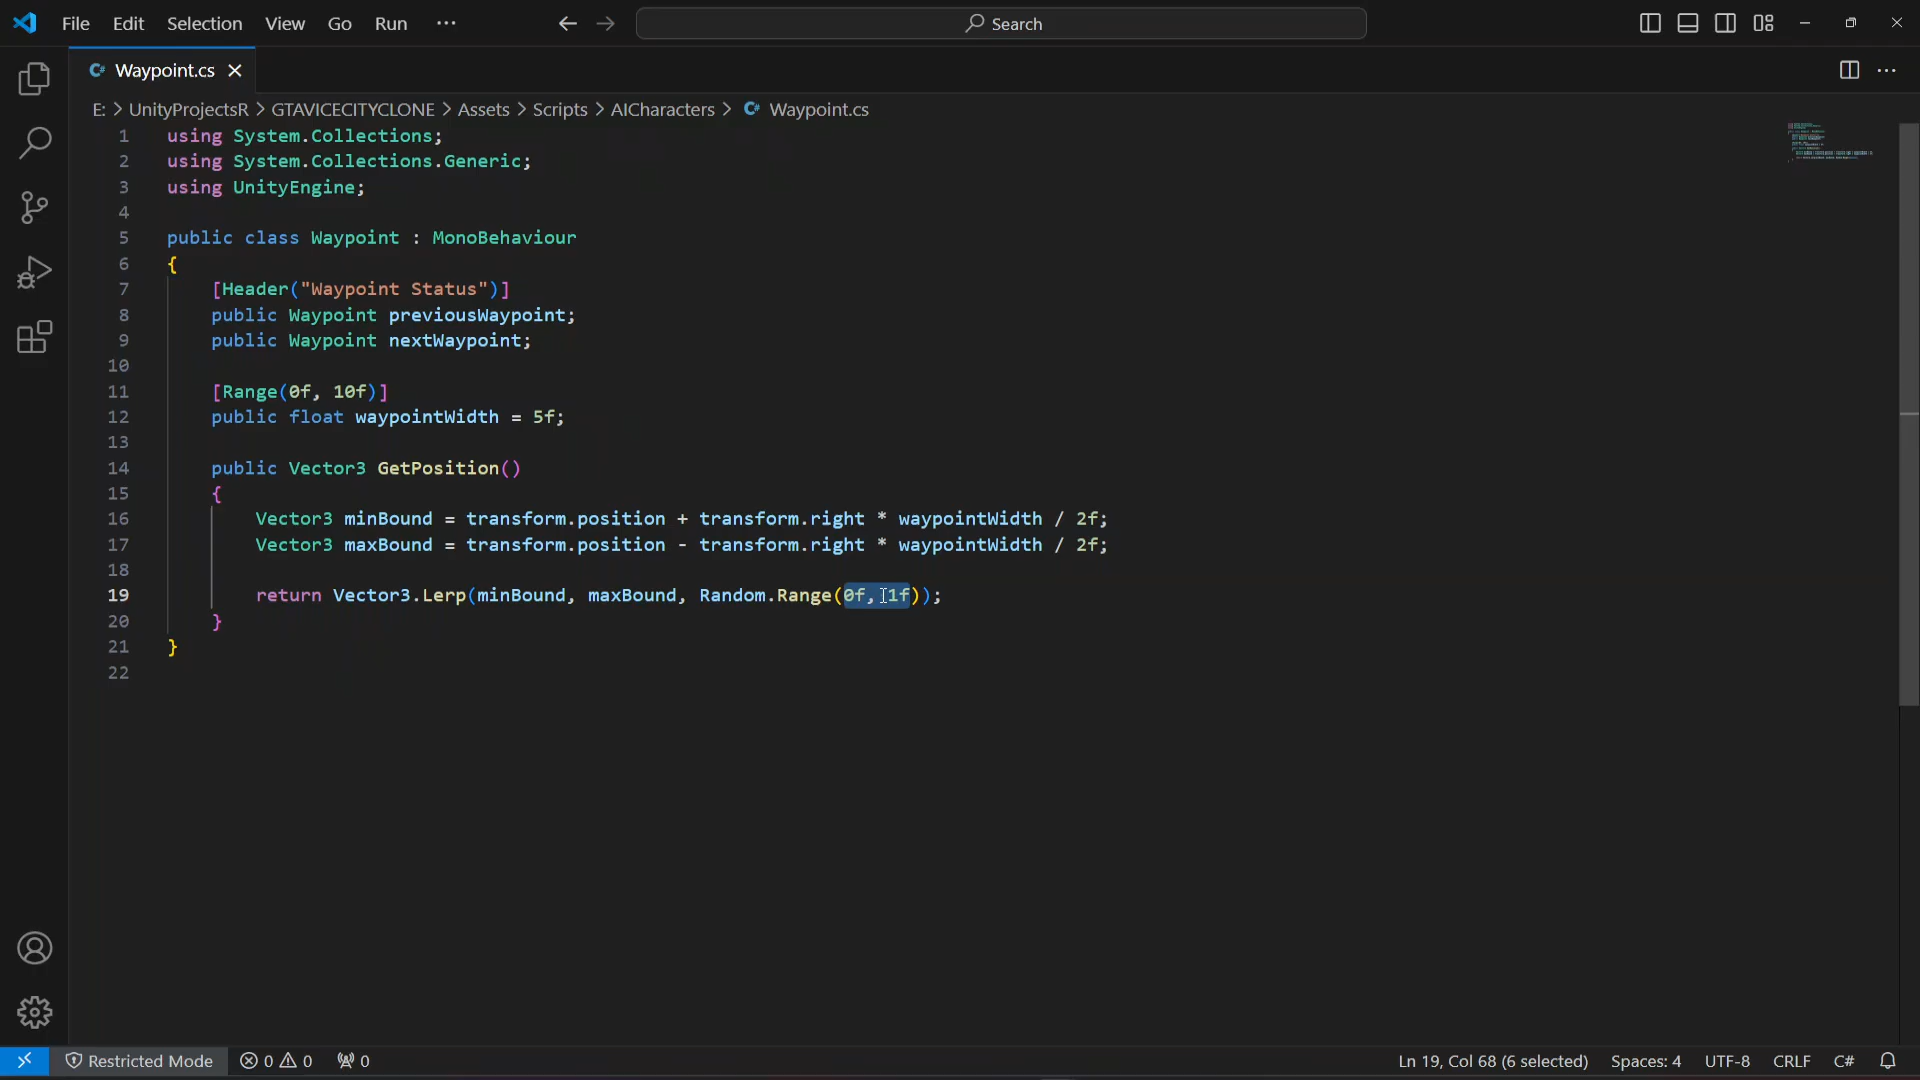 File Edit Selection View Go Run ··· Search
Waypoint.cs
E: > UnityProjectsR > GTAVICECITYCLONE > Assets > Scripts > AICharacters > Waypoint.cs
1 using System.Collections;
2 using System.Collections.Generic;
3 using UnityEngine;
4
5 public class Waypoint : MonoBehaviour
6 {
7 [Header("Waypoint Status")]
8 public Waypoint previousWaypoint;
9 public Waypoint nextWaypoint;
10
11 [Range(0f, 10f)]
12 public float waypointWidth = 5f;
13
14 public Vector3 GetPosition()
15 {
16 Vector3 minBound = transform.position + transform.right * waypointWidth / 2f;
17 Vector3 maxBound = transform.position - transform.right * waypointWidth / 2f;
18
19 return Vector3.Lerp(minBound, maxBound, Random.Range(0f, 1f));
20 }
21 }
22
Restricted Mode 0 0 0 Ln 19, Col 68 (6 selected) Spaces: 4 UTF-8 CRLF C#